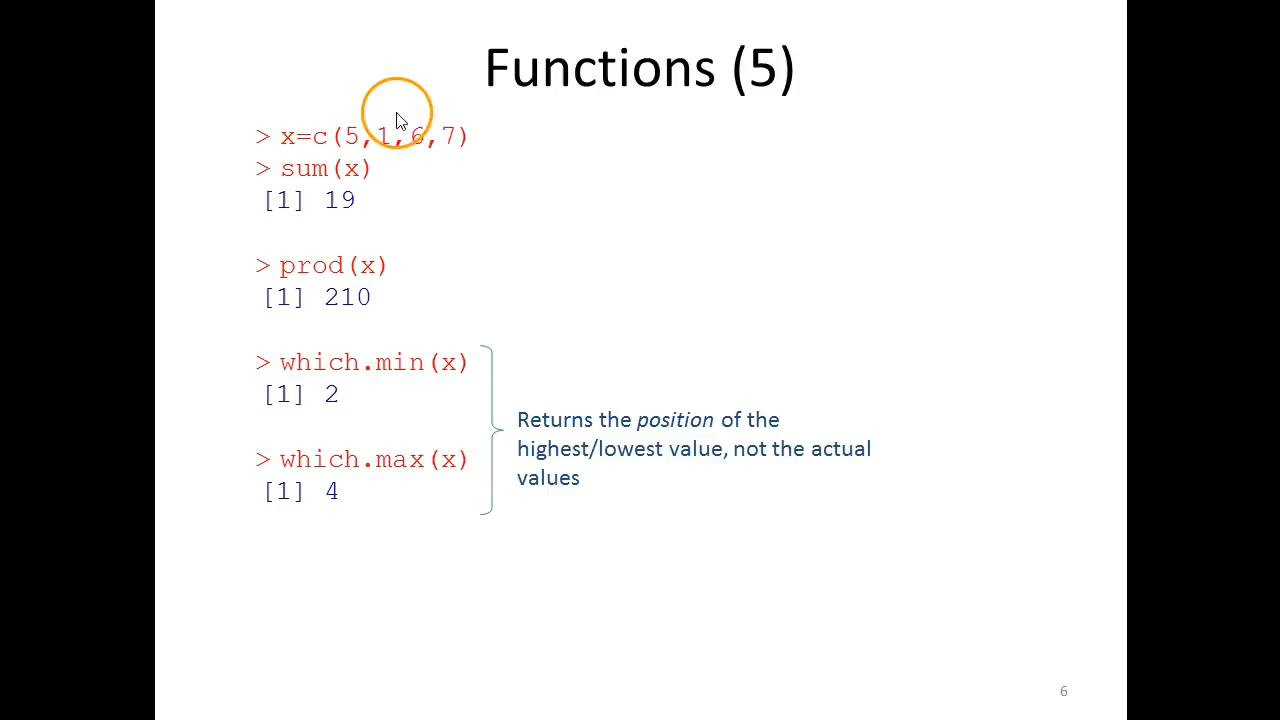 Functions (5)
> x=c(5,1,6,7)
> sum(x)
[1] 19
> prod(x)
[1] 210
> which.min(x)
[1] 2
> which.max(x)
[1] 4
Returns the position of the
highest/lowest value, not the actual
values
6